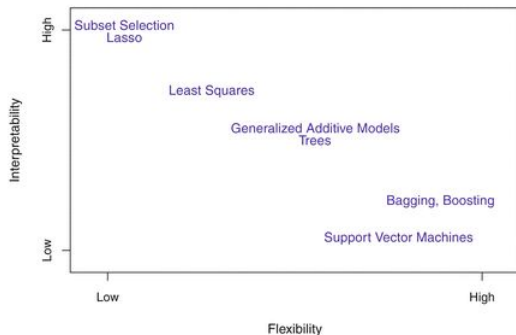 High
Interpretability
Low
Subset Selection
Lasso
Least Squares
Generalized Additive Models
Trees
Bagging, Boosting
Support Vector Machines
Low
High
Flexibility